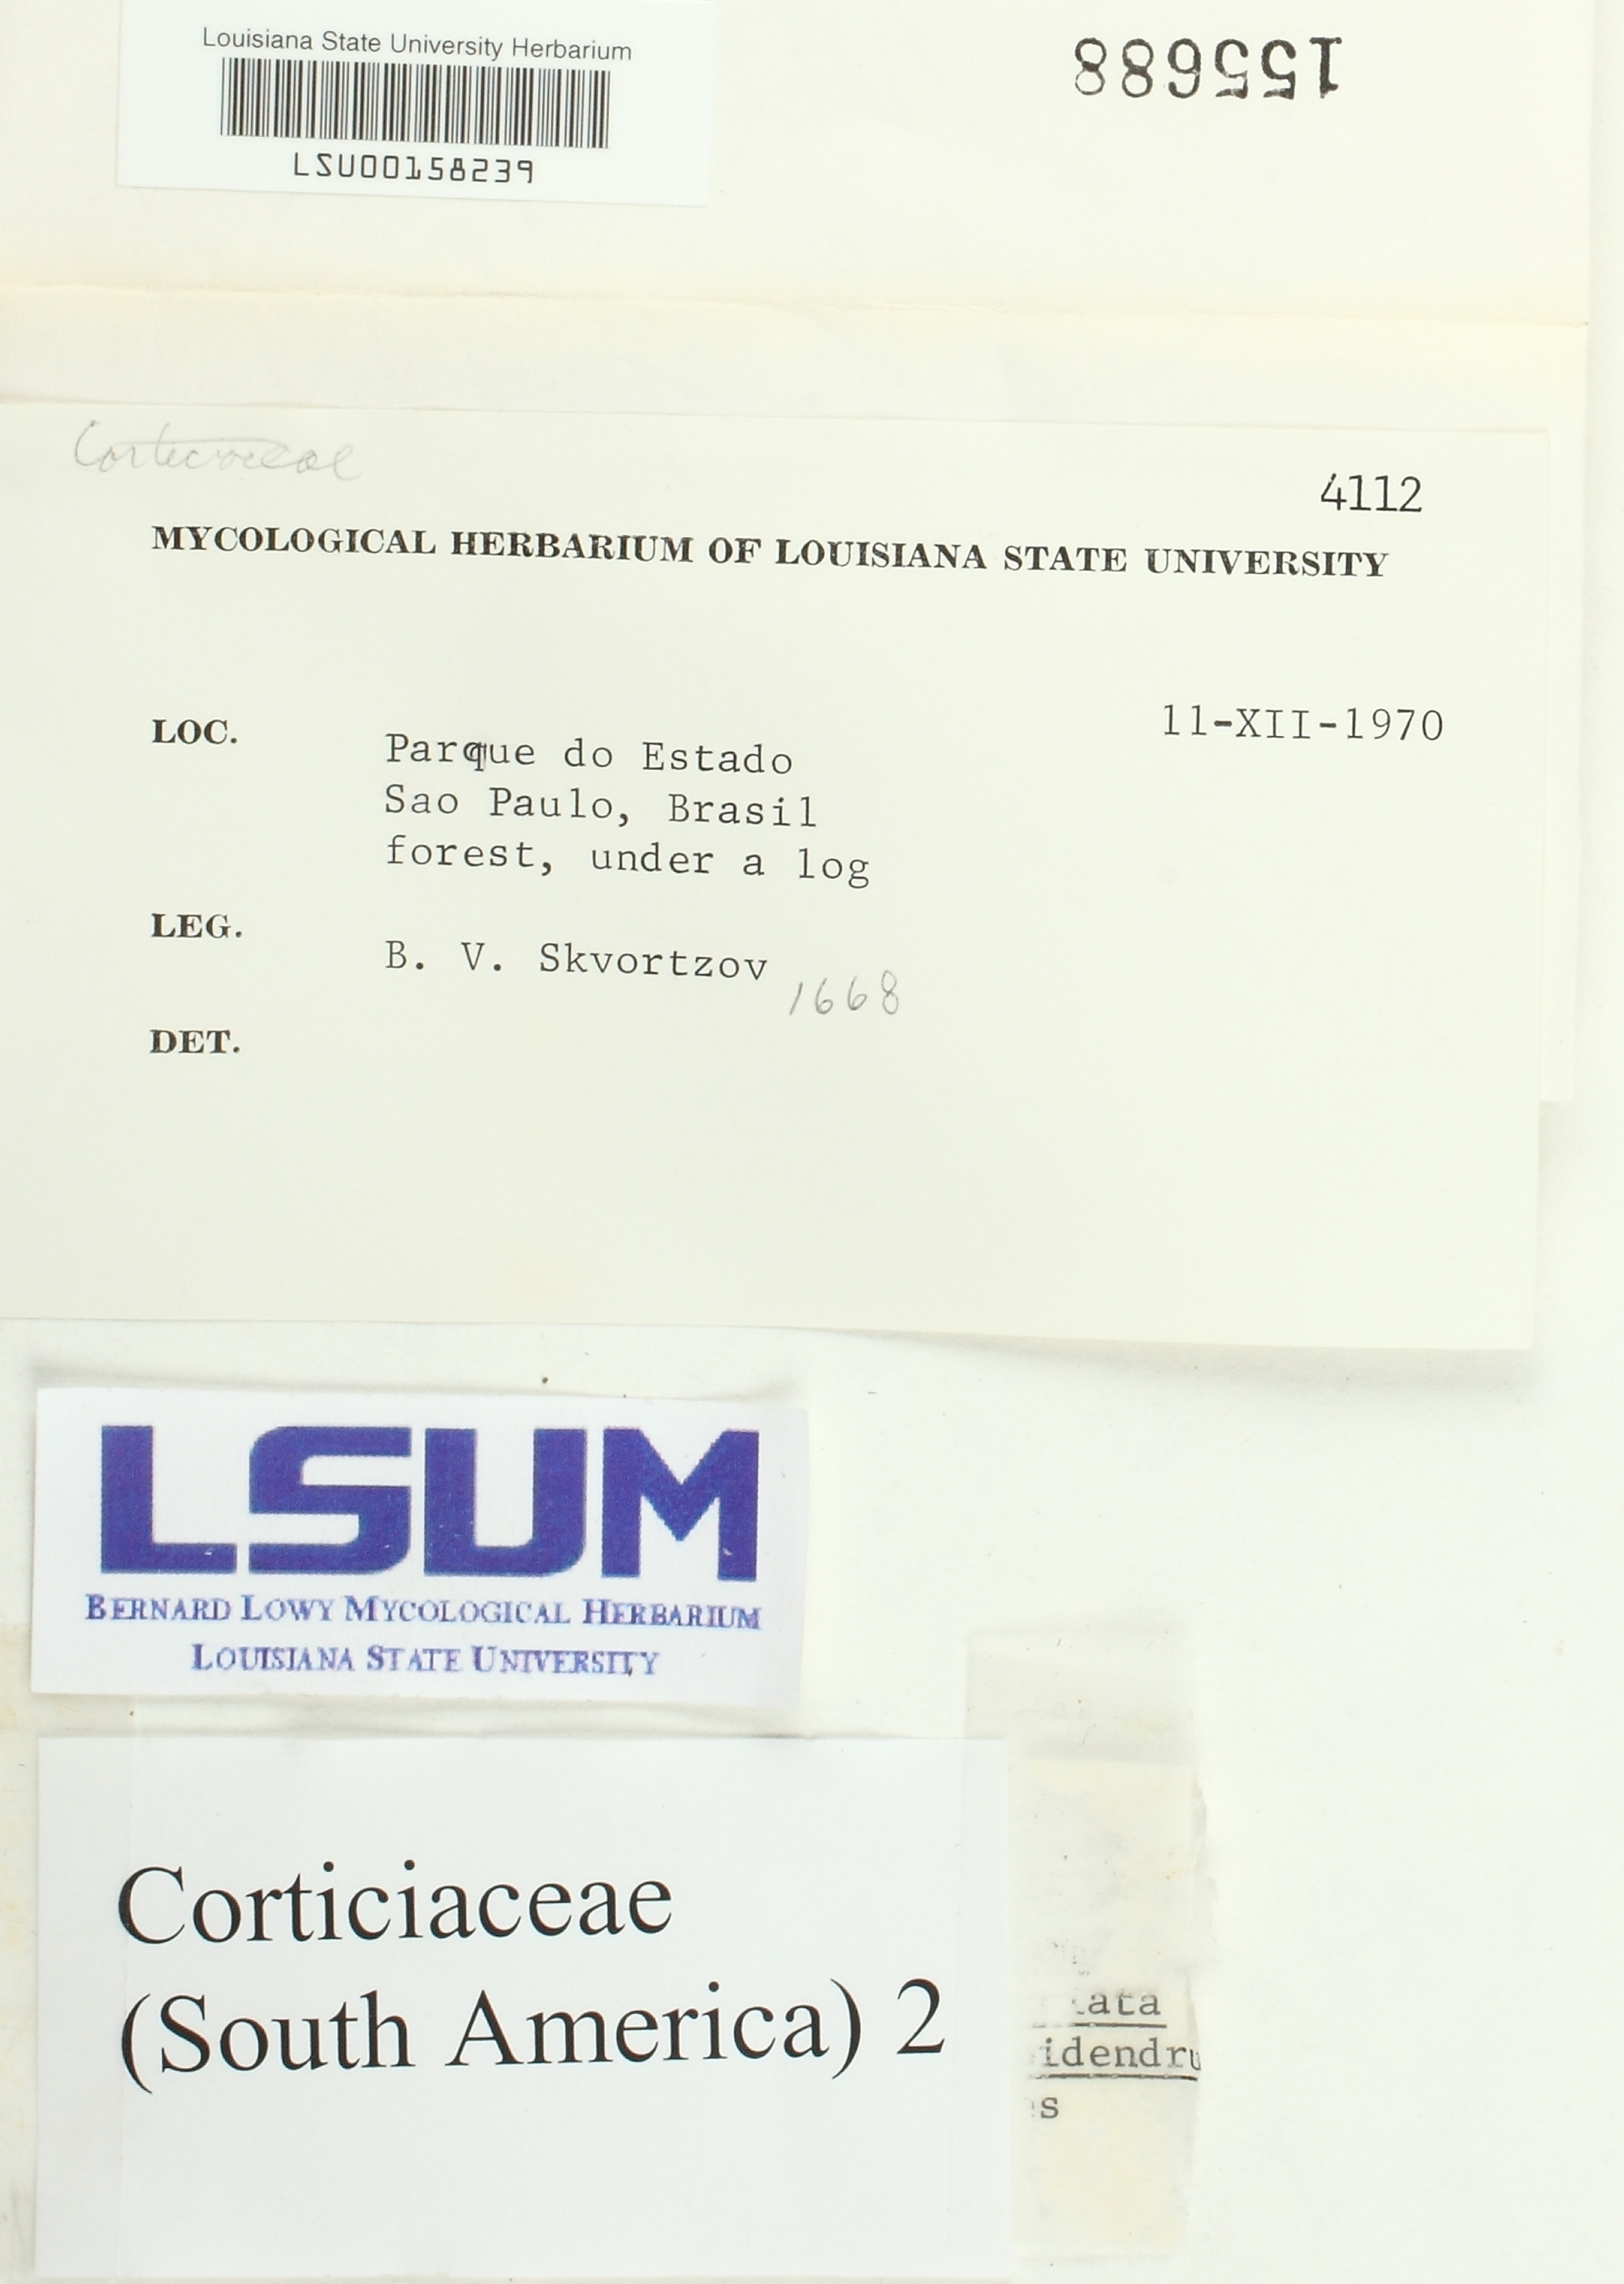 Louisiana State University Herbarium
LSU00158239
155688
Corticiaceae
4112
MYCOLOGICAL HERBARIUM OF LOUISIANA STATE UNIVERSITY
11-XII-1970
LOC. Parque do Estado
Sao Paulo, Brasil
forest, under a log
LEG. B. V. Skvortzov 1668
DET.
LSUM
BERNARD LOWY MYCOLOGICAL HERBARIUM
LOUISIANA STATE UNIVERSITY
Corticiaceae
(South America) 2